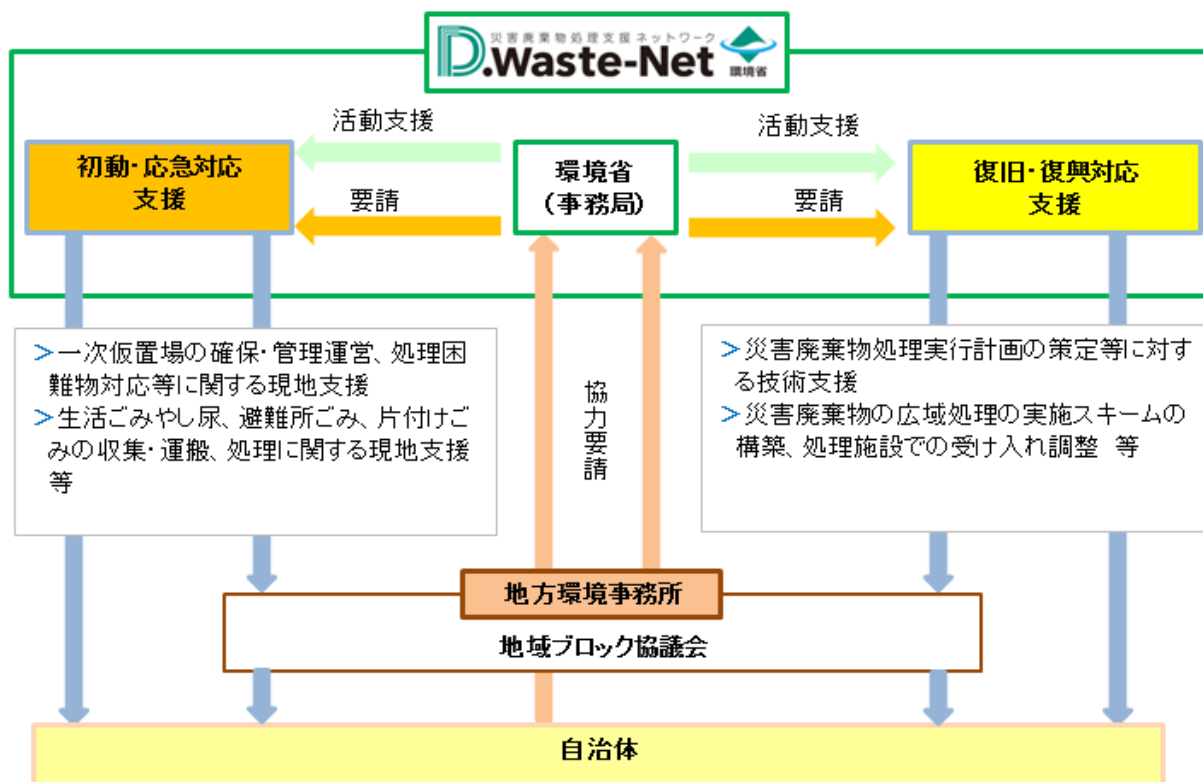 災害廃棄物処理支援ネットワーク
D.Waste-Net
環境省
活動支援
活動支援
初動・応急対応
支援
環境省
(事務局)
復旧・復興対応
支援
要請
要請
＞一次仮置場の確保・管理運営、処理困
難物対応等に関する現地支援
＞生活ごみやし尿、避難所ごみ、片付けご
みの収集・運搬、処理に関する現地支援
等
協力要請
＞災害廃棄物処理実行計画の策定等に対す
る技術支援
＞災害廃棄物の広域処理の実施スキームの
構築、処理施設での受け入れ調整　等
地方環境事務所
地域ブロック協議会
自治体